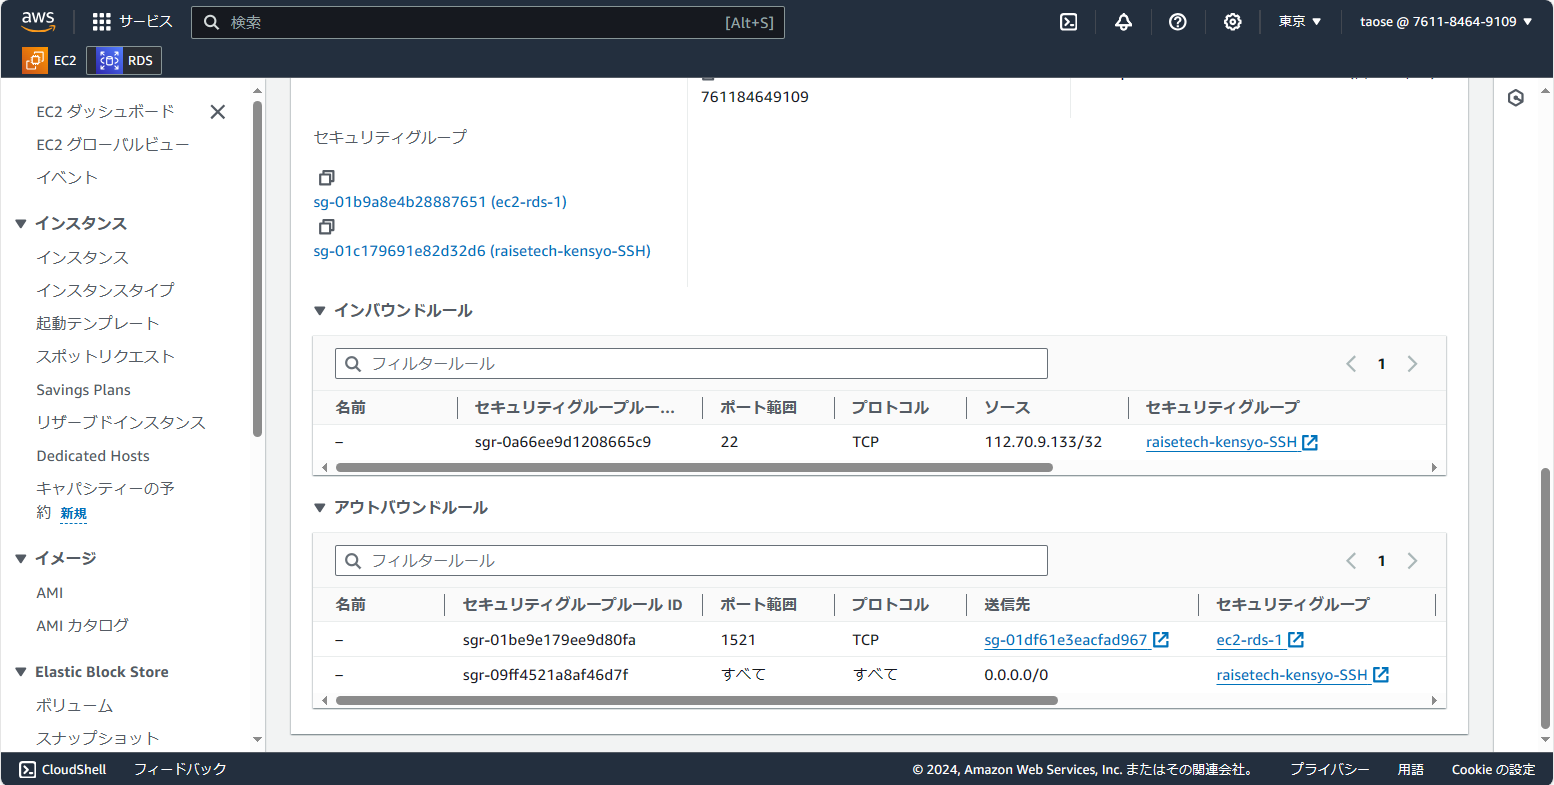 aws
サービス
検索
[Alt+S]
東京 ▼
taose @ 7611-8464-9109 ▼
EC2
RDS
EC2 ダッシュボード
EC2 グローバルビュー
イベント
▼ インスタンス
インスタンス
インスタンスタイプ
起動テンプレート
スポットリクエスト
Savings Plans
リザーブドインスタンス
Dedicated Hosts
キャパシティーの予
約 新規
▼ イメージ
AMI
AMI カタログ
▼ Elastic Block Store
ボリューム
スナップショット
761184649109
セキュリティグループ
sg-01b9a8e4b28887651 (ec2-rds-1)
sg-01c179691e82d32d6 (raisetech-kensyo-SSH)
▼ インバウンドルール
フィルタールール
1
名前 セキュリティグループルー... ポート範囲 プロトコル ソース セキュリティグループ
– sgr-0a66ee9d1208665c9 22 TCP 112.70.9.133/32 raisetech-kensyo-SSH
▼ アウトバウンドルール
フィルタールール
1
名前 セキュリティグループルール ID ポート範囲 プロトコル 送信先 セキュリティグループ
– sgr-01be9e179ee9d80fa 1521 TCP sg-01df61e3eacfad967 ec2-rds-1
– sgr-09ff4521a8af46d7f すべて すべて 0.0.0.0/0 raisetech-kensyo-SSH
CloudShell フィードバック © 2024, Amazon Web Services, Inc. またはその関連会社。 プライバシー 用語 Cookie の設定